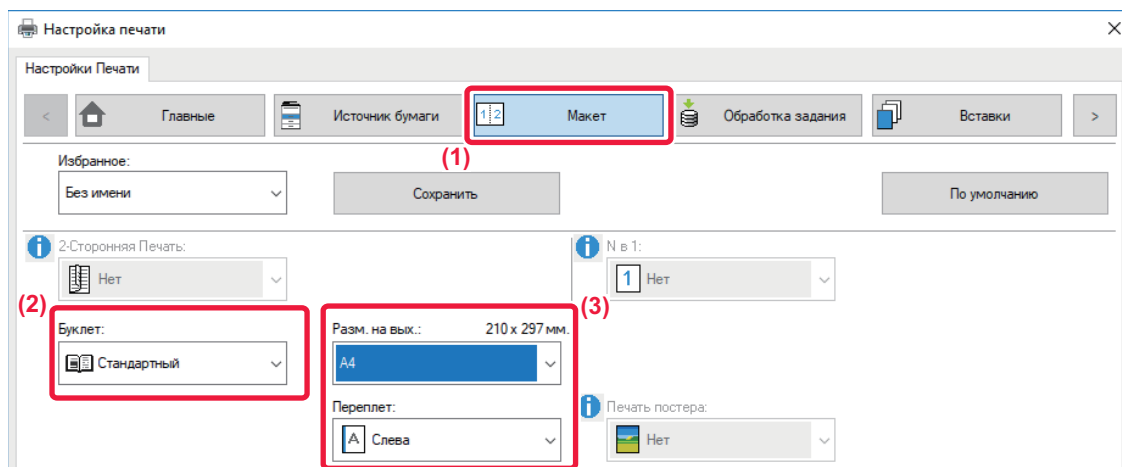 Настройка печати
Настройки Печати
< Главные Источник бумаги 1 2 Макет Обработка задания Вставки >
(1)
Избранное:
Без имени Сохранить По умолчанию
2-Сторонняя Печать: N в 1:
Нет 1 Нет
(2) (3)
Буклет: Разм. на вых.: 210 x 297 мм.
Стандартный A4
Переплет: Печать постера:
A Слева Нет